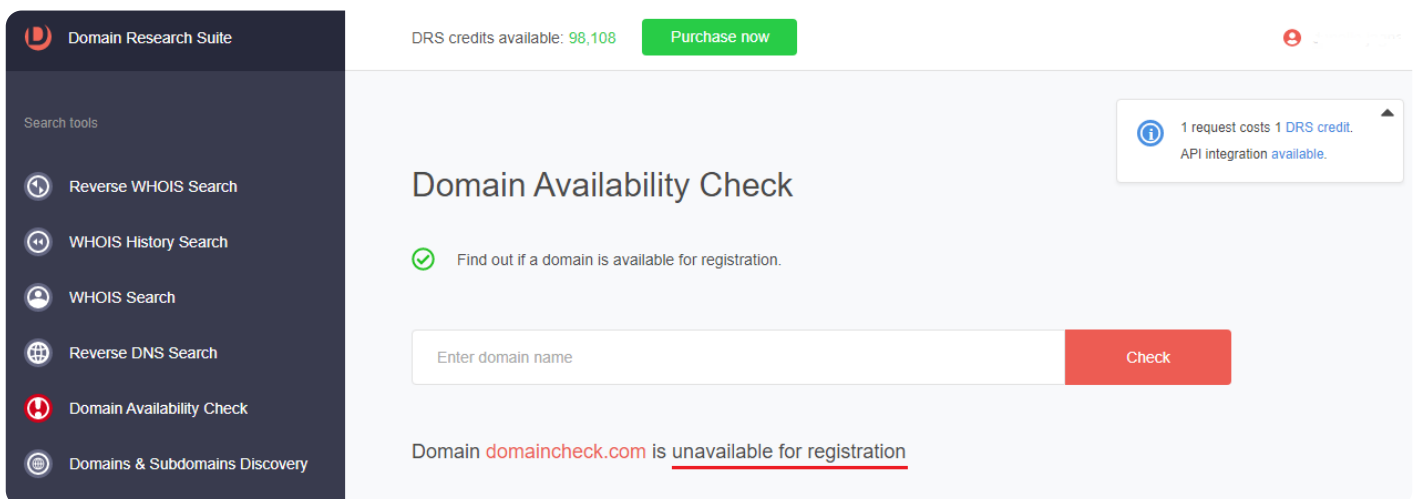 Domain Research Suite
DRS credits available: 98,108
Purchase now
Search tools
Reverse WHOIS Search
WHOIS History Search
WHOIS Search
Reverse DNS Search
Domain Availability Check
Domains & Subdomains Discovery
1 request costs 1 DRS credit.
API integration available.
Domain Availability Check
Find out if a domain is available for registration.
Enter domain name
Check
Domain domaincheck.com is unavailable for registration